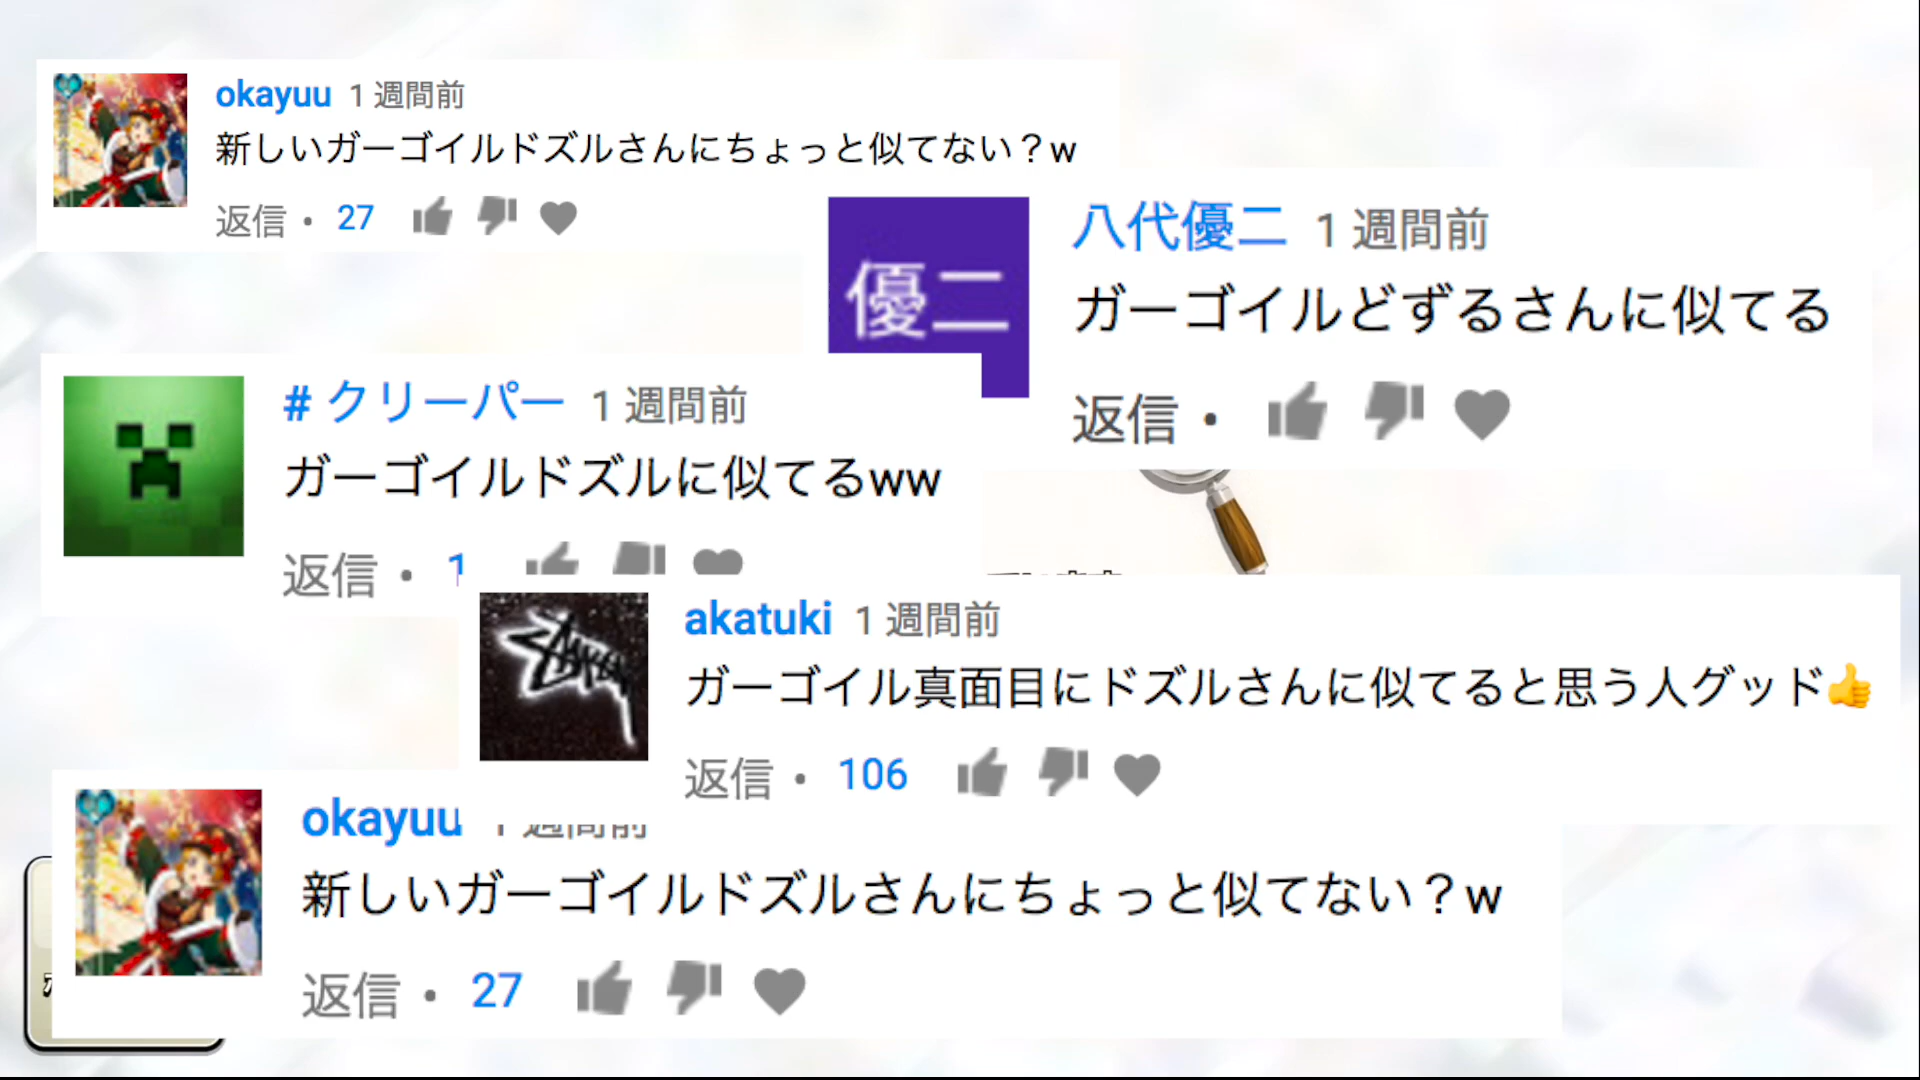 okayuu 1 週間前
新しいガーゴイルドズルさんにちょっと似てない？w
返信 • 27
優二
八代優二 1 週間前
ガーゴイルどずるさんに似てる
返信 •
# クリーパー 1 週間前
ガーゴイルドズルに似てるww
返信 • 1
akatuki 1 週間前
ガーゴイル真面目にドズルさんに似てると思う人グッド👍
返信 • 106
okayuu 1 週間前
新しいガーゴイルドズルさんにちょっと似てない？w
返信 • 27